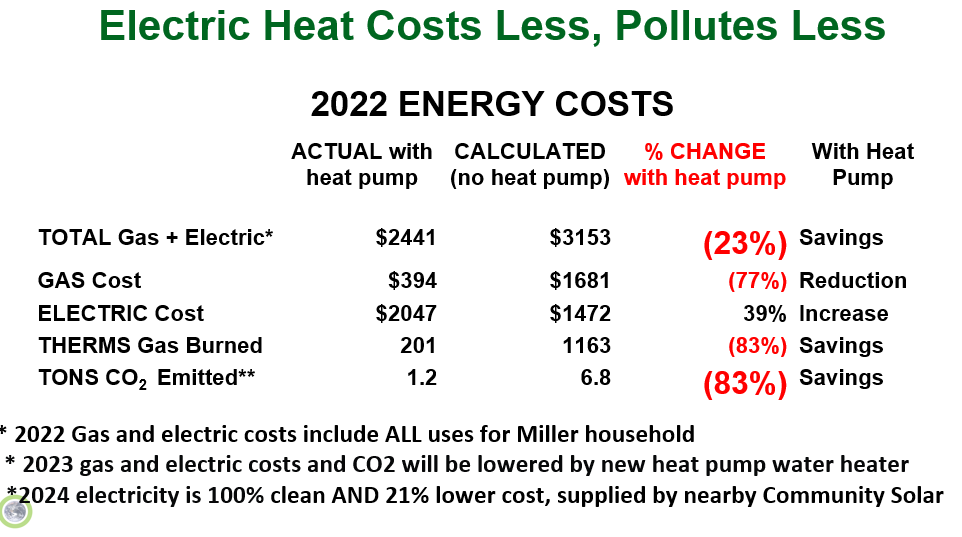 Electric Heat Costs Less, Pollutes Less
2022 ENERGY COSTS
ACTUAL with heat pump CALCULATED (no heat pump) % CHANGE with heat pump With Heat Pump
TOTAL Gas + Electric* $2441 $3153 (23%) Savings
GAS Cost $394 $1681 (77%) Reduction
ELECTRIC Cost $2047 $1472 39% Increase
THERMS Gas Burned 201 1163 (83%) Savings
TONS CO₂ Emitted** 1.2 6.8 (83%) Savings
* 2022 Gas and electric costs include ALL uses for Miller household
* 2023 gas and electric costs and CO2 will be lowered by new heat pump water heater
*2024 electricity is 100% clean AND 21% lower cost, supplied by nearby Community Solar